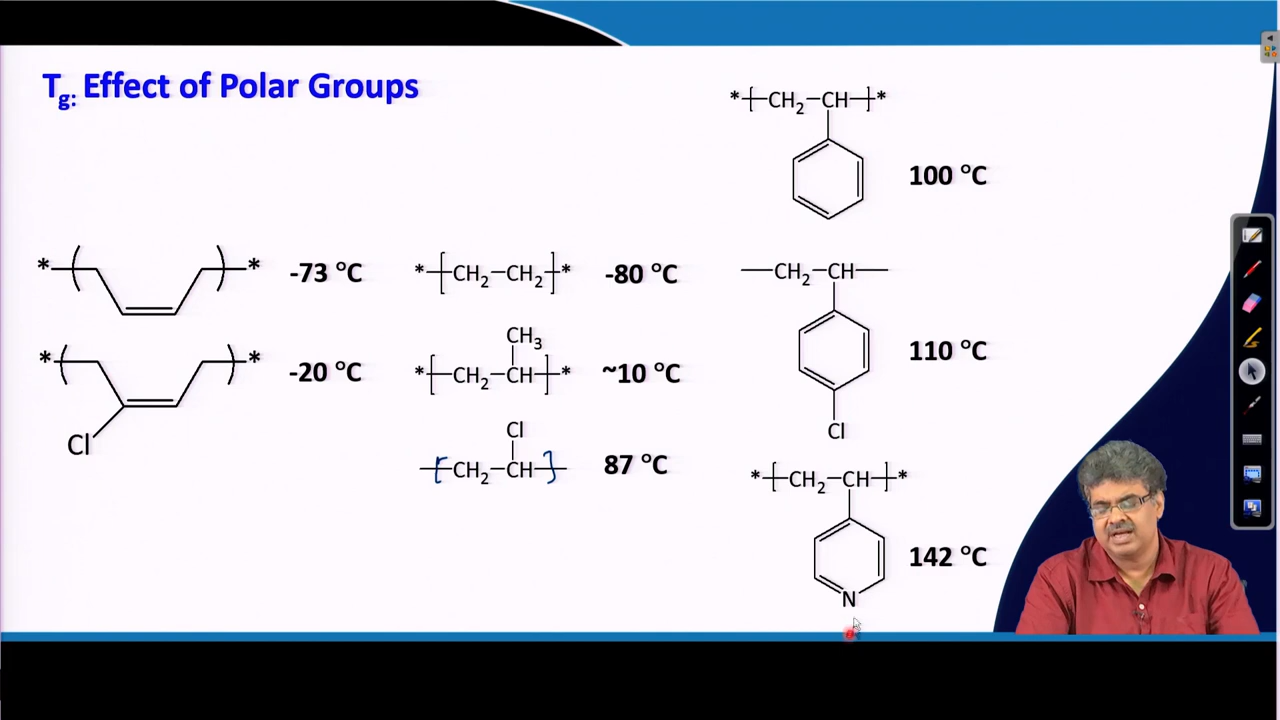 Tg: Effect of Polar Groups
*-[-CH2-CH-]-*
100 °C
*-( )-* -73 °C
*-[-CH2-CH2-]-* -80 °C
—CH2-CH—
110 °C
Cl
*-( )-* -20 °C
Cl
CH3
*-[-CH2-CH-]-* ~10 °C
Cl
-[-CH2-CH-]- 87 °C
*-[-CH2-CH-]-*
142 °C
N